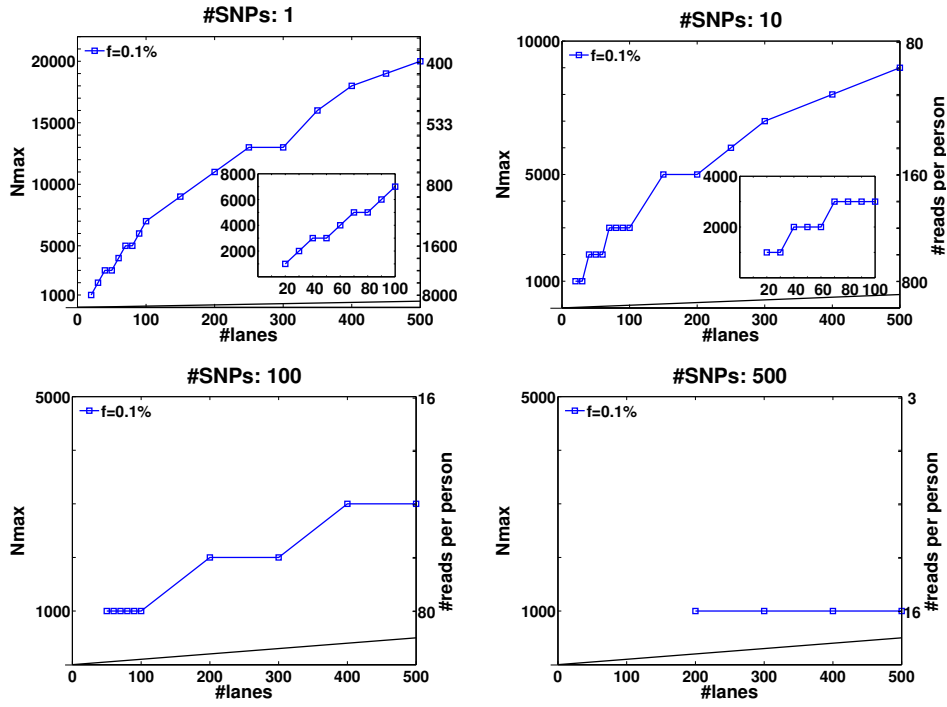 #SNPs: 1
f=0.1%
Nmax
20000
15000
10000
5000
1000
400
533
800
1600
8000
8000
6000
4000
2000
20 40 60 80 100
0 100 200 300 400 500
#lanes
#SNPs: 10
f=0.1%
Nmax
10000
5000
1000
80
160
800
#reads per person
4000
2000
20 40 60 80 100
0 100 200 300 400 500
#lanes
#SNPs: 100
f=0.1%
Nmax
5000
1000
16
80
#reads per person
0 100 200 300 400 500
#lanes
#SNPs: 500
f=0.1%
Nmax
5000
1000
3
16
#reads per person
0 100 200 300 400 500
#lanes